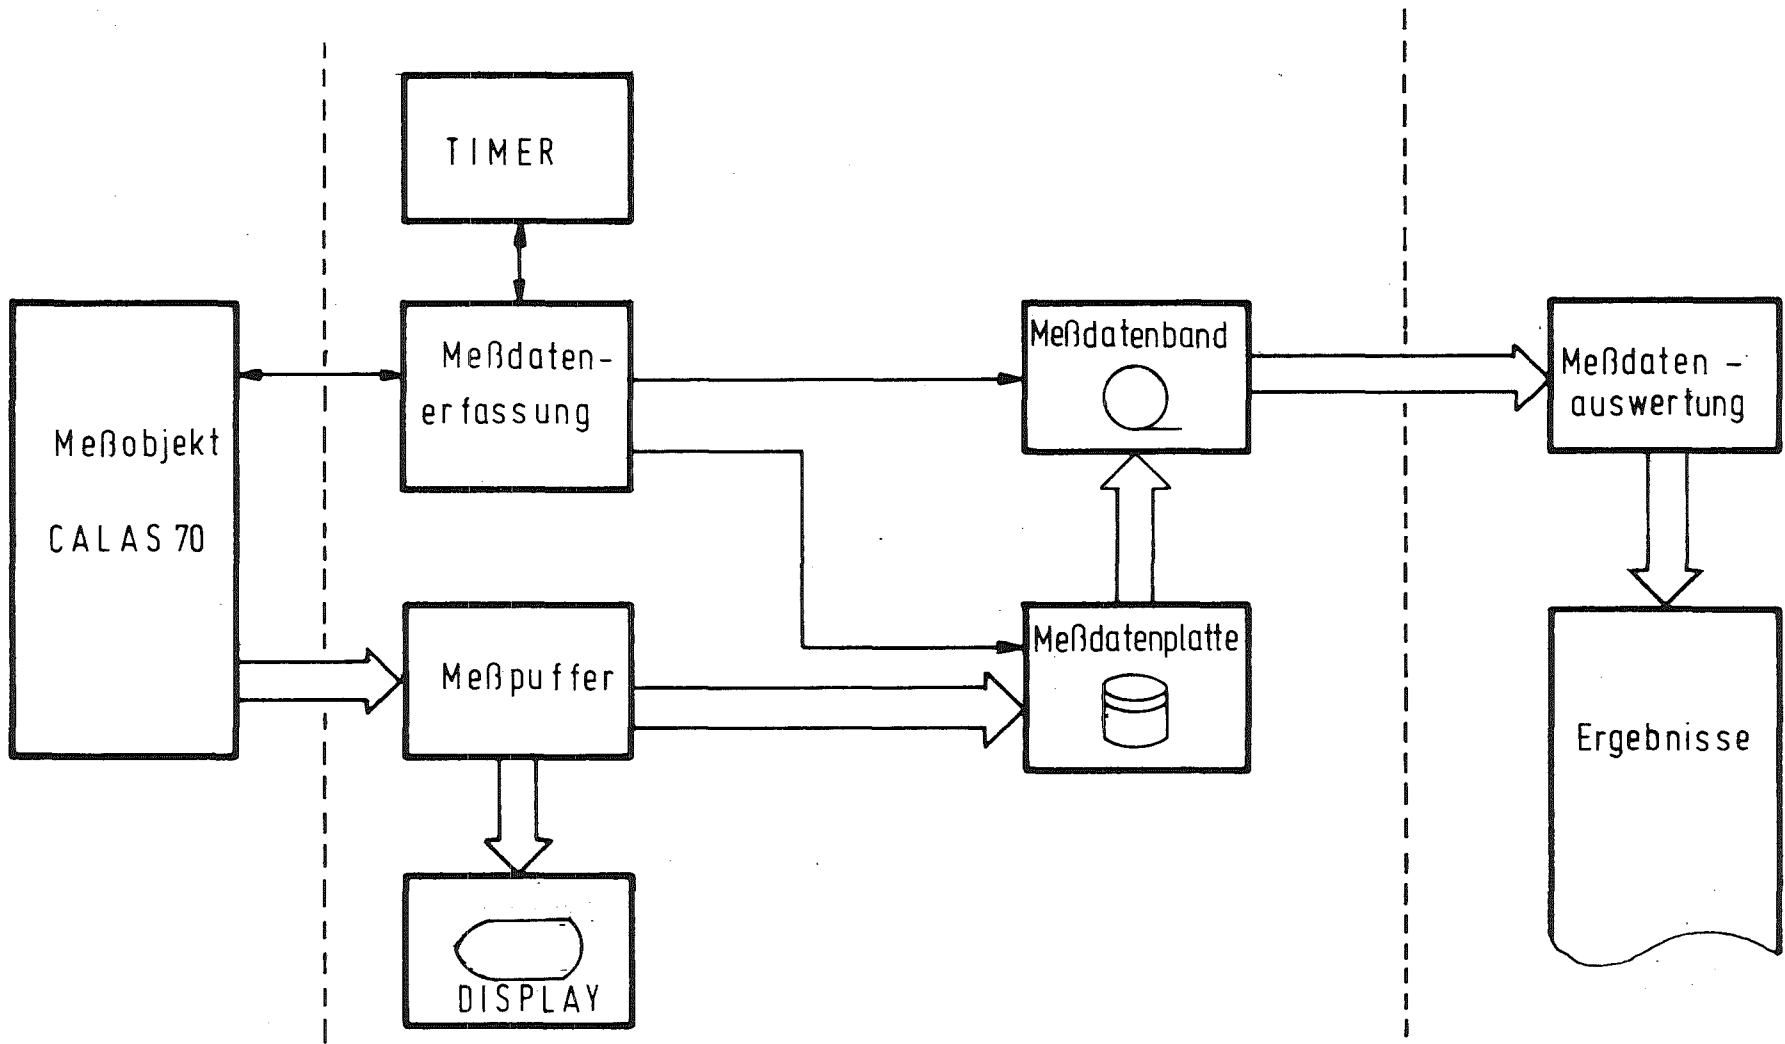 TIMER
Meßdaten-
erfassung
Meßobjekt
CALAS 70
Meßpuffer
DISPLAY
Meßdatenband
Meßdatenplatte
Meßdaten-
auswertung
Ergebnisse